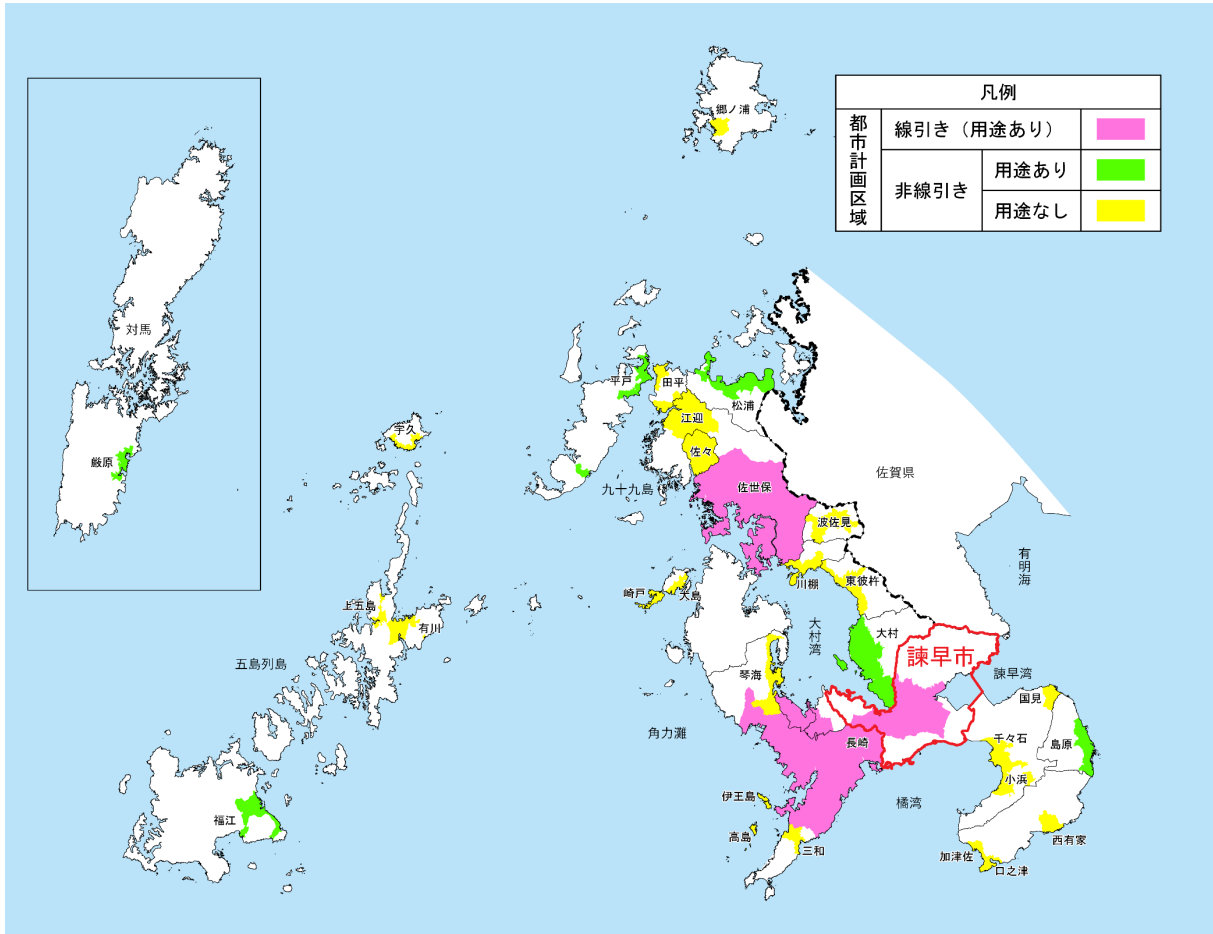 凡例
都市計画区域
線引き（用途あり）
非線引き
用途あり
用途なし
郷ノ浦
対馬
厳原
平戸
田平
松浦
江迎
佐々
宇久
佐世保
九十九島
佐賀県
波佐見
川棚
東彼杵
有明海
崎戸
大島
上五島
有川
五島列島
大村湾
大村
諫早市
諫早湾
琴海
国見
角力灘
長崎
千々石
島原
小浜
伊王島
橘湾
福江
高島
三和
西有家
加津佐
口之津